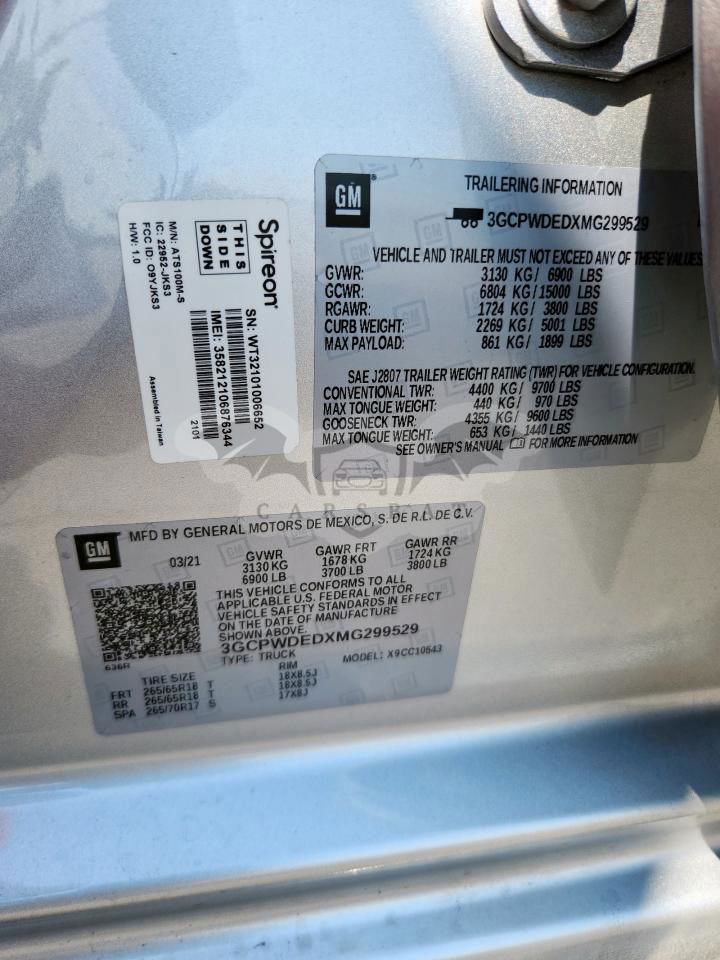 Spireon®
THIS
SIDE
DOWN
SN: WT32101006652
IMEI: 358212106876344
2101
M/N: ATS100M-S
IC: 22952-JKS3
FCC ID: O9YJKS3
H/W: 1.0
Assembled in Taiwan
GM
TRAILERING INFORMATION
3GCPWDEDXMG299529
VEHICLE AND TRAILER MUST NOT EXCEED ANY OF THESE VALUES
GVWR: 3130 KG/ 6900 LBS
GCWR: 6804 KG/15000 LBS
RGAWR: 1724 KG/ 3800 LBS
CURB WEIGHT: 2269 KG/ 5001 LBS
MAX PAYLOAD: 861 KG/ 1899 LBS
SAE J2807 TRAILER WEIGHT RATING (TWR) FOR VEHICLE CONFIGURATION.
CONVENTIONAL TWR: 4400 KG/ 9700 LBS
MAX TONGUE WEIGHT: 440 KG/ 970 LBS
GOOSENECK TWR: 4355 KG/ 9600 LBS
MAX TONGUE WEIGHT: 653 KG/ 1440 LBS
SEE OWNER'S MANUAL FOR MORE INFORMATION
CARSBAT
GM
MFD BY GENERAL MOTORS DE MEXICO, S. DE R.L. DE C.V.
03/21 GVWR GAWR FRT GAWR RR
3130 KG 1678 KG 1724 KG
6900 LB 3700 LB 3800 LB
THIS VEHICLE CONFORMS TO ALL
APPLICABLE U.S. FEDERAL MOTOR
VEHICLE SAFETY STANDARDS IN EFFECT
ON THE DATE OF MANUFACTURE
SHOWN ABOVE.
3GCPWDEDXMG299529
636R TYPE: TRUCK MODEL: X9CC10543
TIRE SIZE RIM
FRT 265/65R18 T 18X8.5J
RR 265/65R18 T 18X8.5J
SPA 265/70R17 S 17X8J